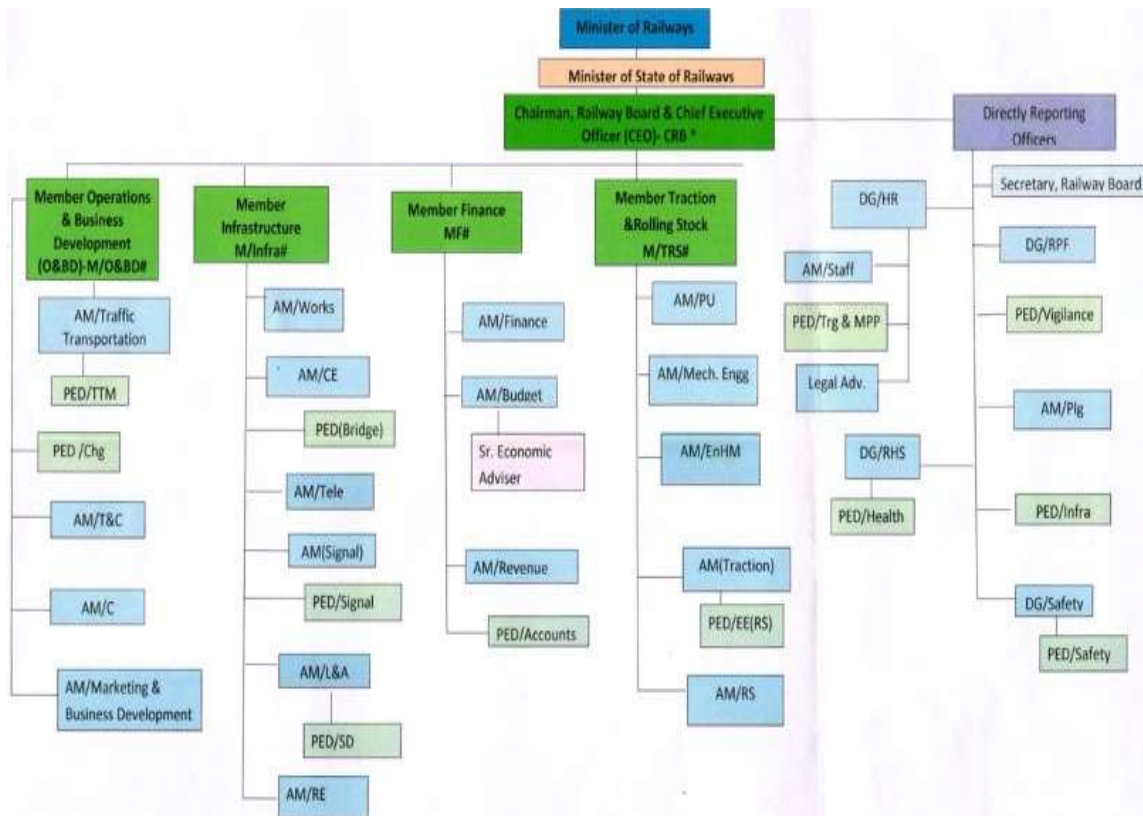 Minister of Railways
Minister of State of Railways
Chairman, Railway Board & Chief Executive
Officer (CEO)- CRB *
Directly Reporting
Officers
Member Operations
& Business
Development
(O&BD)-M/O&BD#
AM/Traffic
Transportation
PED/TTM
PED /Chg
AM/T&C
AM/C
AM/Marketing &
Business Development
Member
Infrastructure
M/Infra#
AM/Works
AM/CE
PED(Bridge)
AM/Tele
AM(Signal)
PED/Signal
AM/L&A
PED/SD
AM/RE
Member Finance
MF#
AM/Finance
AM/Budget
Sr. Economic
Adviser
AM/Revenue
PED/Accounts
Member Traction
&Rolling Stock
M/TRS#
AM/PU
AM/Mech. Engg
AM/EnHM
AM(Traction)
PED/EE(RS)
AM/RS
DG/HR
AM/Staff
PED/Trg & MPP
Legal Adv.
DG/RHS
PED/Health
Secretary, Railway Board
DG/RPF
PED/Vigilance
AM/Plg
PED/Infra
DG/Safety
PED/Safety